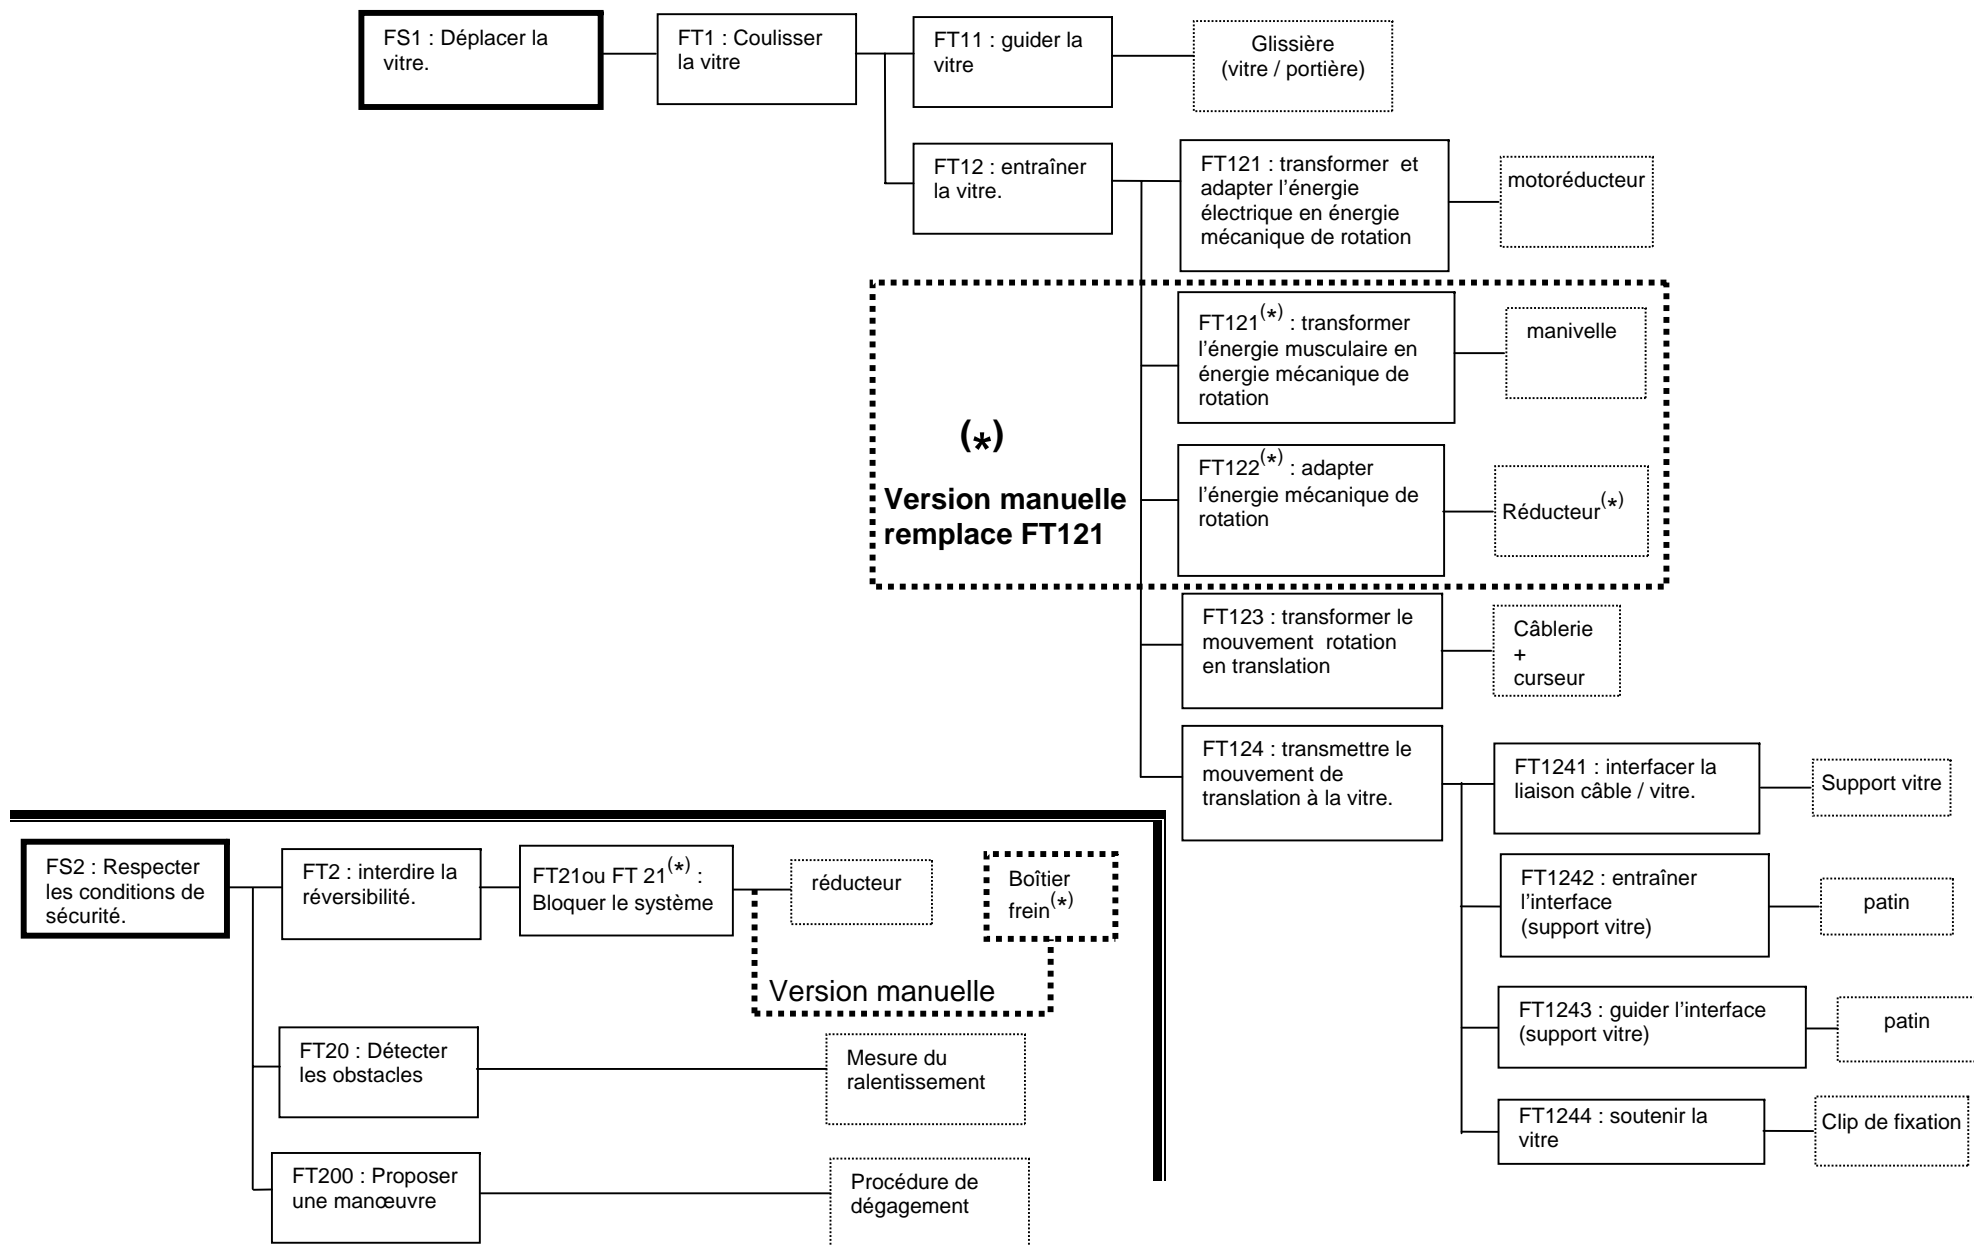 FS1 : Déplacer la
vitre.
FT1 : Coulisser
la vitre
FT11 : guider la
vitre
Glissière
(vitre / portière)
FT12 : entraîner
la vitre.
FT121 : transformer et
adapter l’énergie
électrique en énergie
mécanique de rotation
motoréducteur
FT121(*) : transformer
l’énergie musculaire en
énergie mécanique de
rotation
manivelle
(*)
Version manuelle
remplace FT121
FT122(*) : adapter
l’énergie mécanique de
rotation
Réducteur(*)
FT123 : transformer le
mouvement rotation
en translation
Câblerie
+
curseur
FT124 : transmettre le
mouvement de
translation à la vitre.
FT1241 : interfacer la
liaison câble / vitre.
Support vitre
FT1242 : entraîner
l’interface
(support vitre)
patin
FT1243 : guider l’interface
(support vitre)
patin
FT1244 : soutenir la
vitre
Clip de fixation
FS2 : Respecter
les conditions de
sécurité.
FT2 : interdire la
réversibilité.
FT21ou FT 21(*) :
Bloquer le système
réducteur
Boîtier
frein(*)
Version manuelle
FT20 : Détecter
les obstacles
Mesure du
ralentissement
FT200 : Proposer
une manœuvre
Procédure de
dégagement